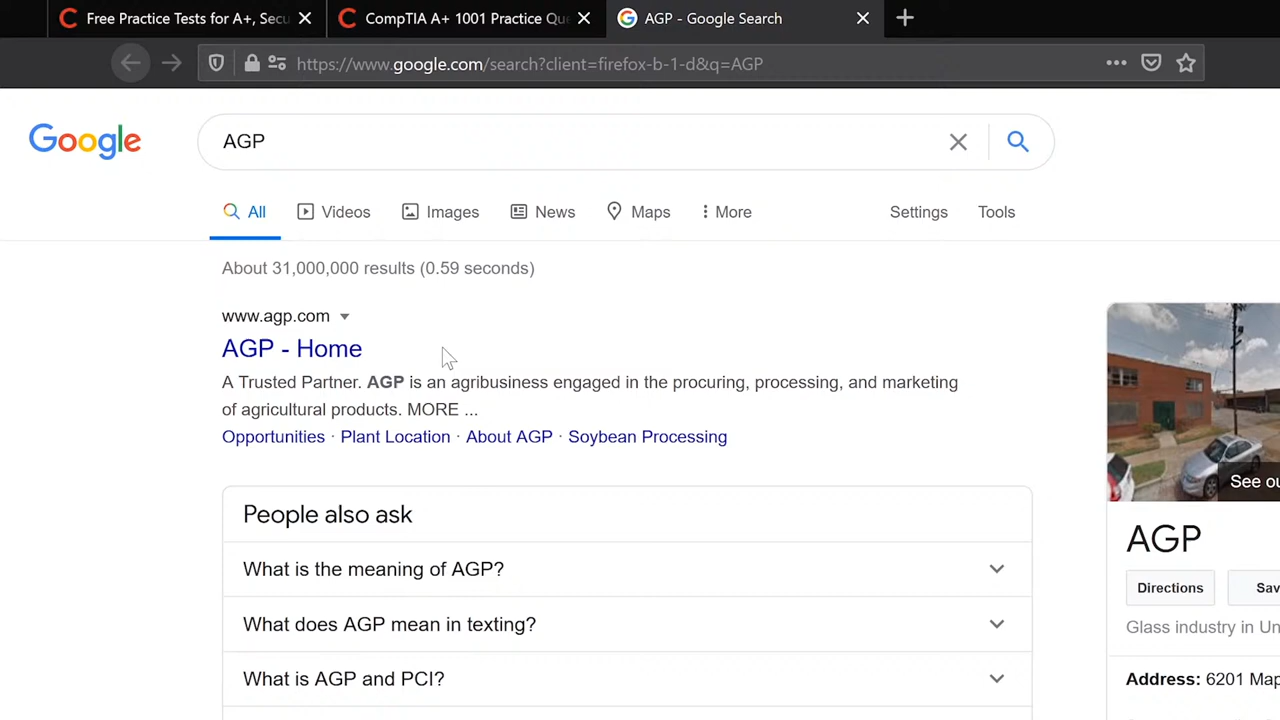 Free Practice Tests for A+, Secu
CompTIA A+ 1001 Practice Que
AGP - Google Search
https://www.google.com/search?client=firefox-b-1-d&q=AGP
Google
AGP
All
Videos
Images
News
Maps
More
Settings
Tools
About 31,000,000 results (0.59 seconds)
www.agp.com
AGP - Home
A Trusted Partner. AGP is an agribusiness engaged in the procuring, processing, and marketing
of agricultural products. MORE ...
Opportunities · Plant Location · About AGP · Soybean Processing
People also ask
What is the meaning of AGP?
What does AGP mean in texting?
What is AGP and PCI?
See ou
AGP
Directions
Sav
Glass industry in Un
Address: 6201 Map